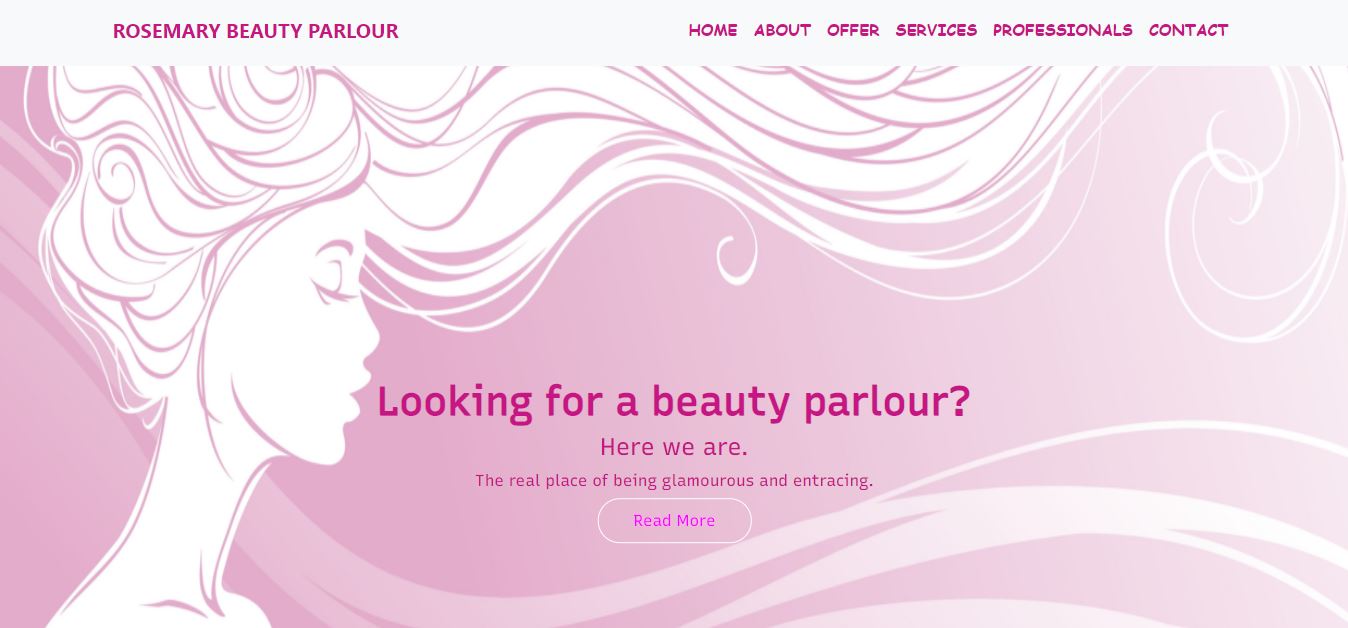 ROSEMARY BEAUTY PARLOUR
HOME ABOUT OFFER SERVICES PROFESSIONALS CONTACT
Looking for a beauty parlour?
Here we are.
The real place of being glamourous and entracing.
Read More